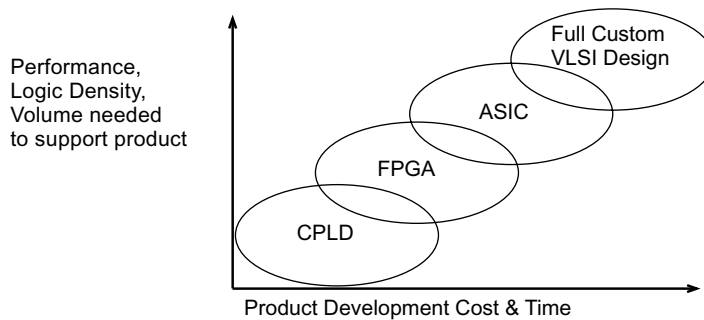 Performance,
Logic Density,
Volume needed
to support product
Full Custom
VLSI Design
ASIC
FPGA
CPLD
Product Development Cost & Time